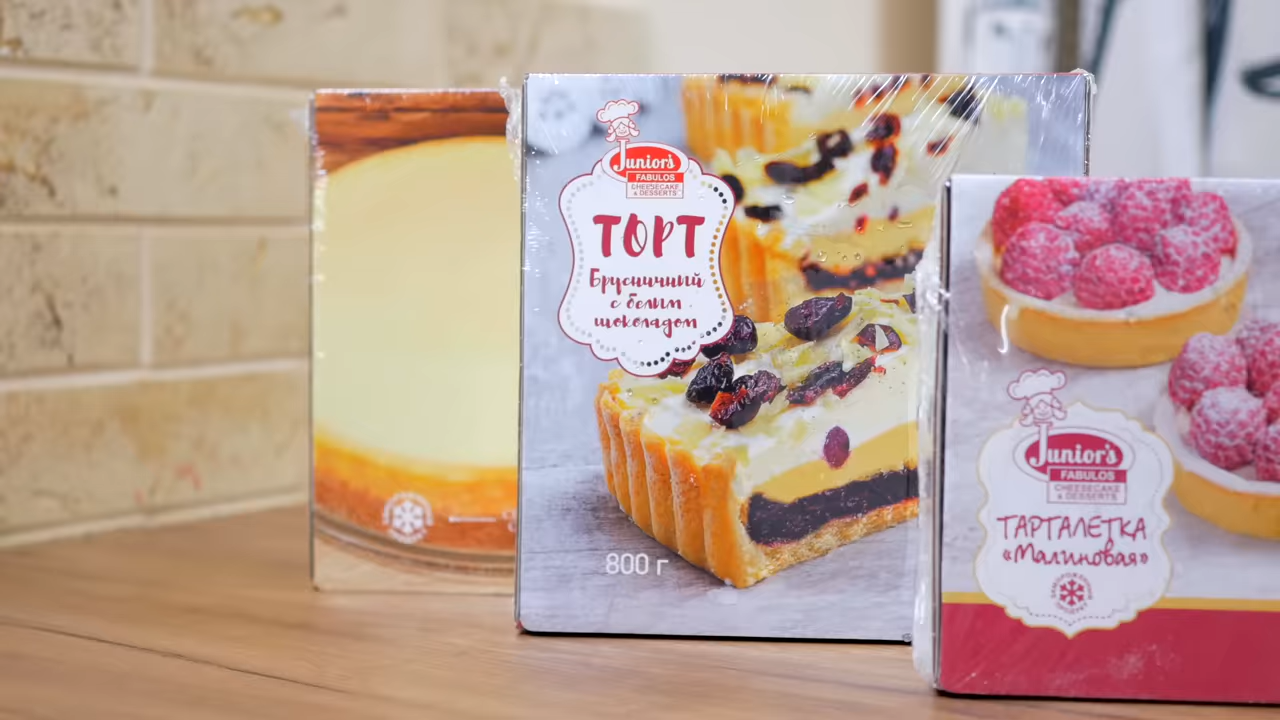 Junior's
FABULOS
CHEESECAKE
& DESSERTS
ТОРТ
Брусничный
с белым
шоколадом
800 г
Junior's
FABULOS
CHEESECAKE
& DESSERTS
ТАРТАЛЕТКА
«Малиновая»